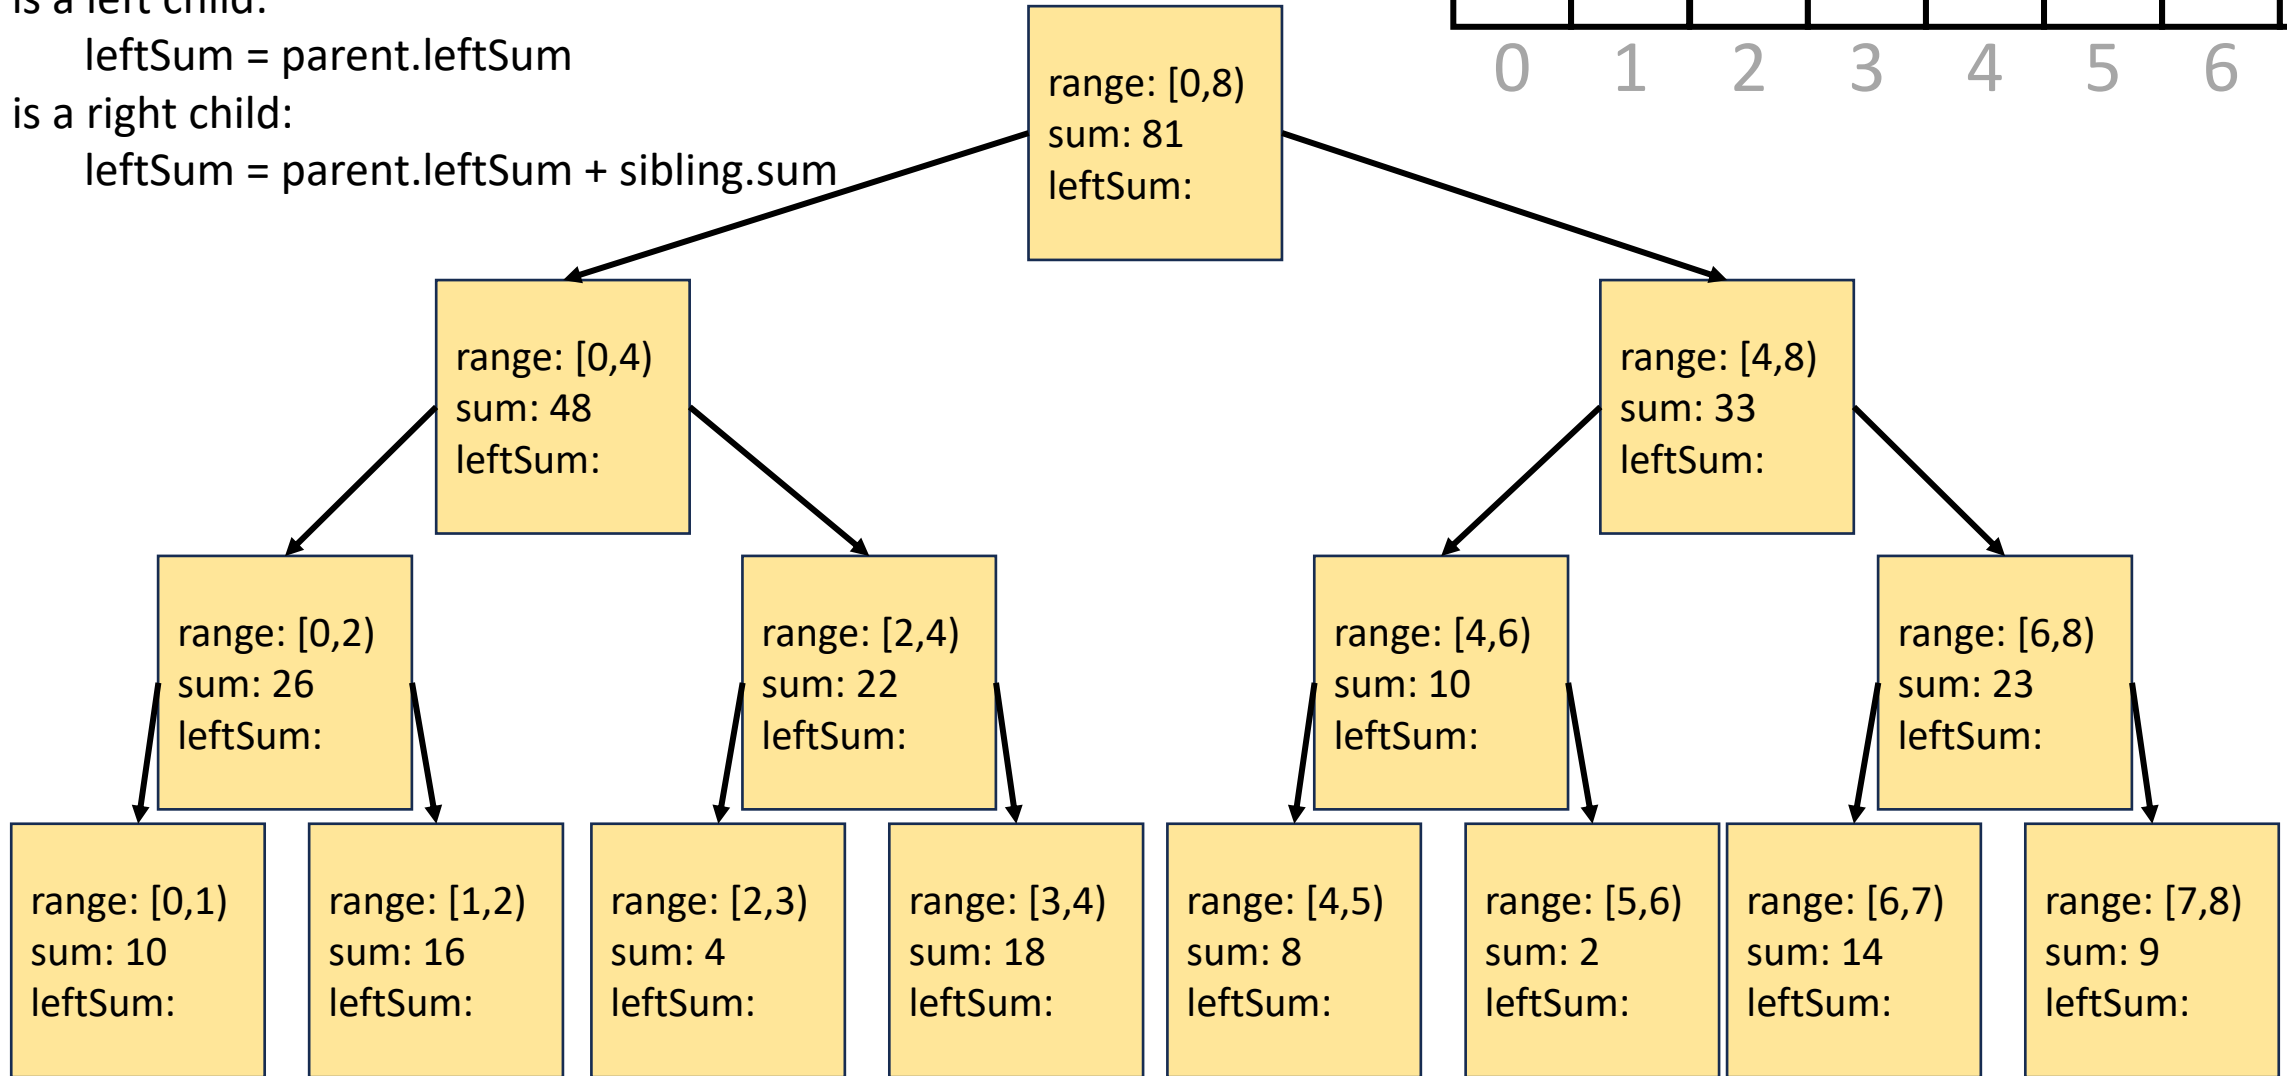 is a left child:
leftSum = parent.leftSum
is a right child:
leftSum = parent.leftSum + sibling.sum
0 1 2 3 4 5 6
range: [0,8)
sum: 81
leftSum:
range: [0,4)
sum: 48
leftSum:
range: [4,8)
sum: 33
leftSum:
range: [0,2)
sum: 26
leftSum:
range: [2,4)
sum: 22
leftSum:
range: [4,6)
sum: 10
leftSum:
range: [6,8)
sum: 23
leftSum:
range: [0,1)
sum: 10
leftSum:
range: [1,2)
sum: 16
leftSum:
range: [2,3)
sum: 4
leftSum:
range: [3,4)
sum: 18
leftSum:
range: [4,5)
sum: 8
leftSum:
range: [5,6)
sum: 2
leftSum:
range: [6,7)
sum: 14
leftSum:
range: [7,8)
sum: 9
leftSum: